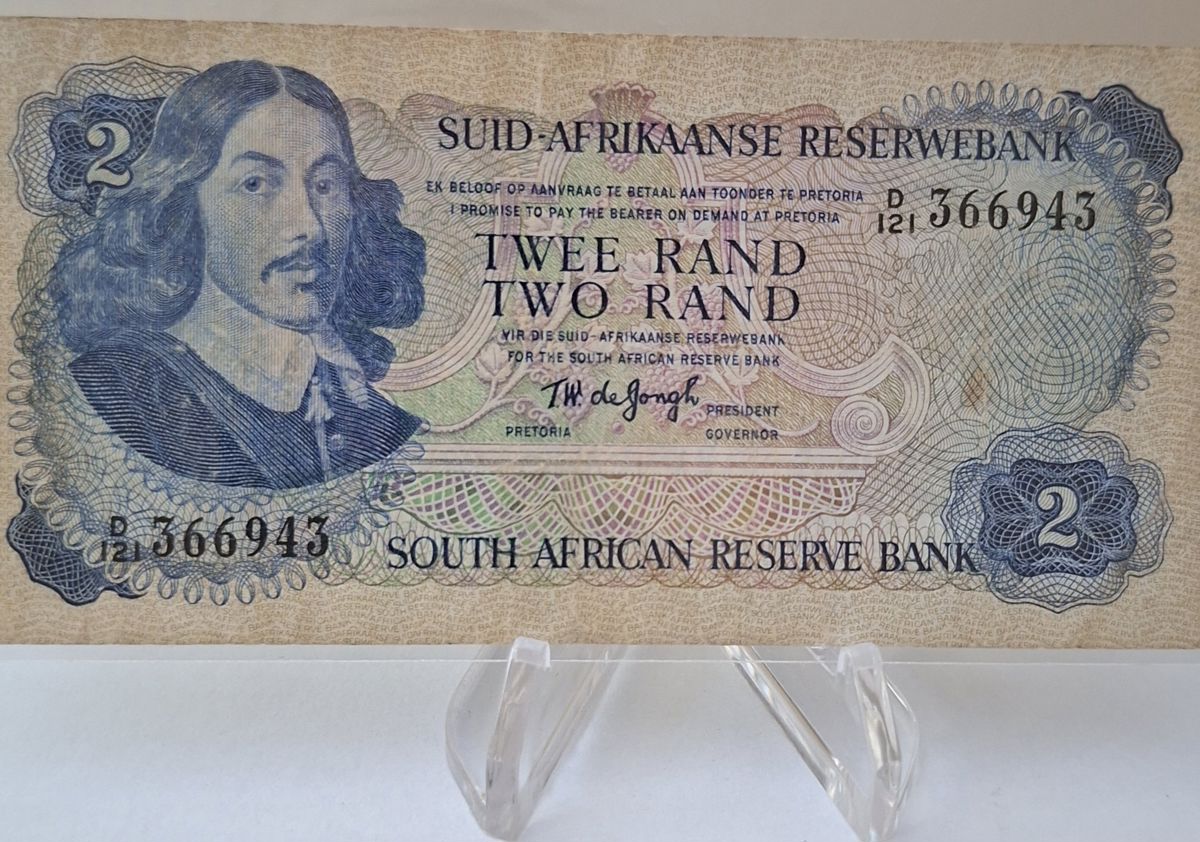 2
SUID-AFRIKAANSE RESERWEBANK
EK BELOOF OP AANVRAAG TE BETAAL AAN TOONDER TE PRETORIA
I PROMISE TO PAY THE BEARER ON DEMAND AT PRETORIA
D/121 366943
TWEE RAND
TWO RAND
VIR DIE SUID-AFRIKAANSE RESERWEBANK
FOR THE SOUTH AFRICAN RESERVE BANK
TW. de Jongh
PRESIDENT
PRETORIA GOVERNOR
D/121 366943
SOUTH AFRICAN RESERVE BANK
2